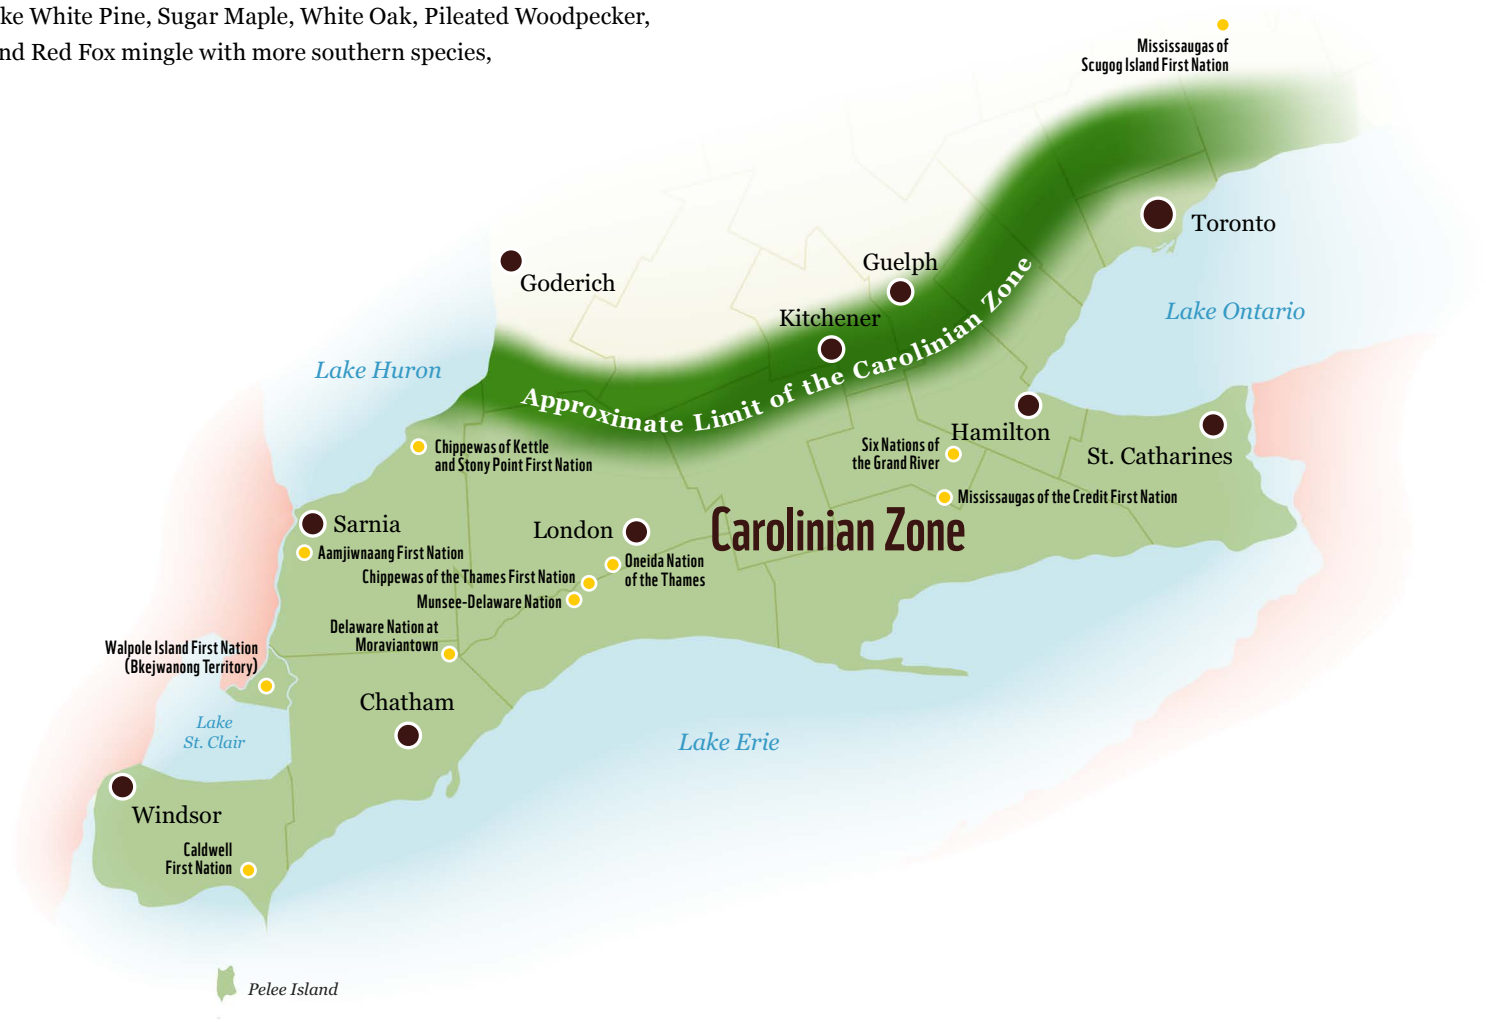 ke White Pine, Sugar Maple, White Oak, Pileated Woodpecker,
nd Red Fox mingle with more southern species,
Mississaugas of
Scugog Island First Nation
Toronto
Goderich
Guelph
Lake Ontario
Kitchener
Lake Huron
Approximate Limit of the Carolinian Zone
Hamilton
Chippewas of Kettle
and Stony Point First Nation
Six Nations of
the Grand River
St. Catharines
Mississaugas of the Credit First Nation
Sarnia
London
Carolinian Zone
Aamjiwnaang First Nation
Oneida Nation
of the Thames
Chippewas of the Thames First Nation
Munsee-Delaware Nation
Delaware Nation at
Moraviantown
Walpole Island First Nation
(Bkejwanong Territory)
Chatham
Lake
St. Clair
Lake Erie
Windsor
Caldwell
First Nation
Pelee Island